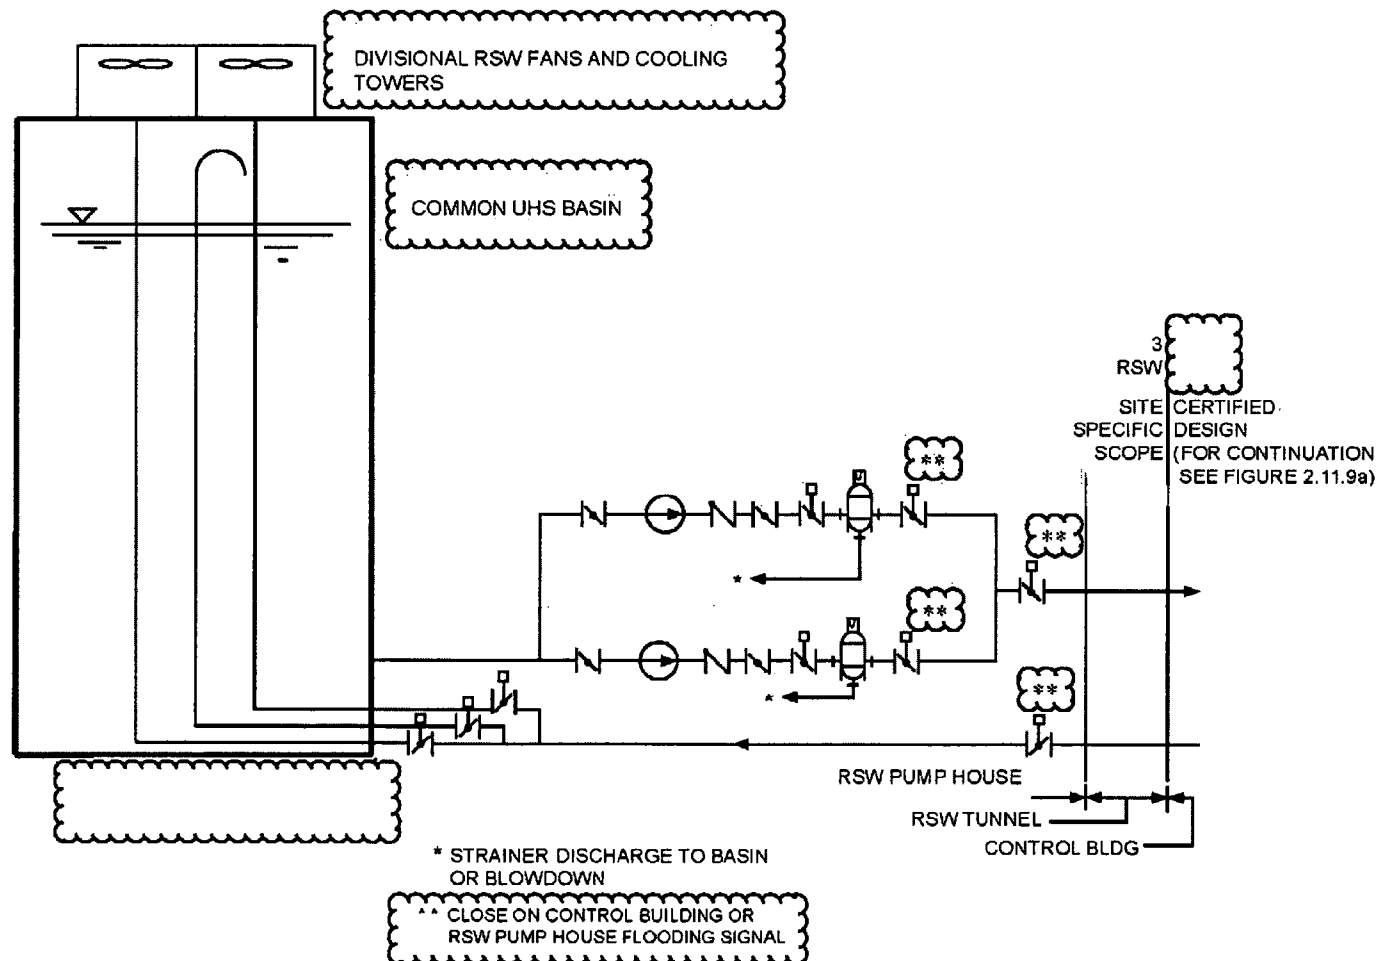 DIVISIONAL RSW FANS AND COOLING
TOWERS
COMMON UHS BASIN
3
RSW
SITE CERTIFIED
SPECIFIC DESIGN
SCOPE (FOR CONTINUATION
SEE FIGURE 2.11.9a)
**
**
**
*
**
*
RSW PUMP HOUSE
RSW TUNNEL
CONTROL BLDG
* STRAINER DISCHARGE TO BASIN
OR BLOWDOWN
** CLOSE ON CONTROL BUILDING OR
RSW PUMP HOUSE FLOODING SIGNAL